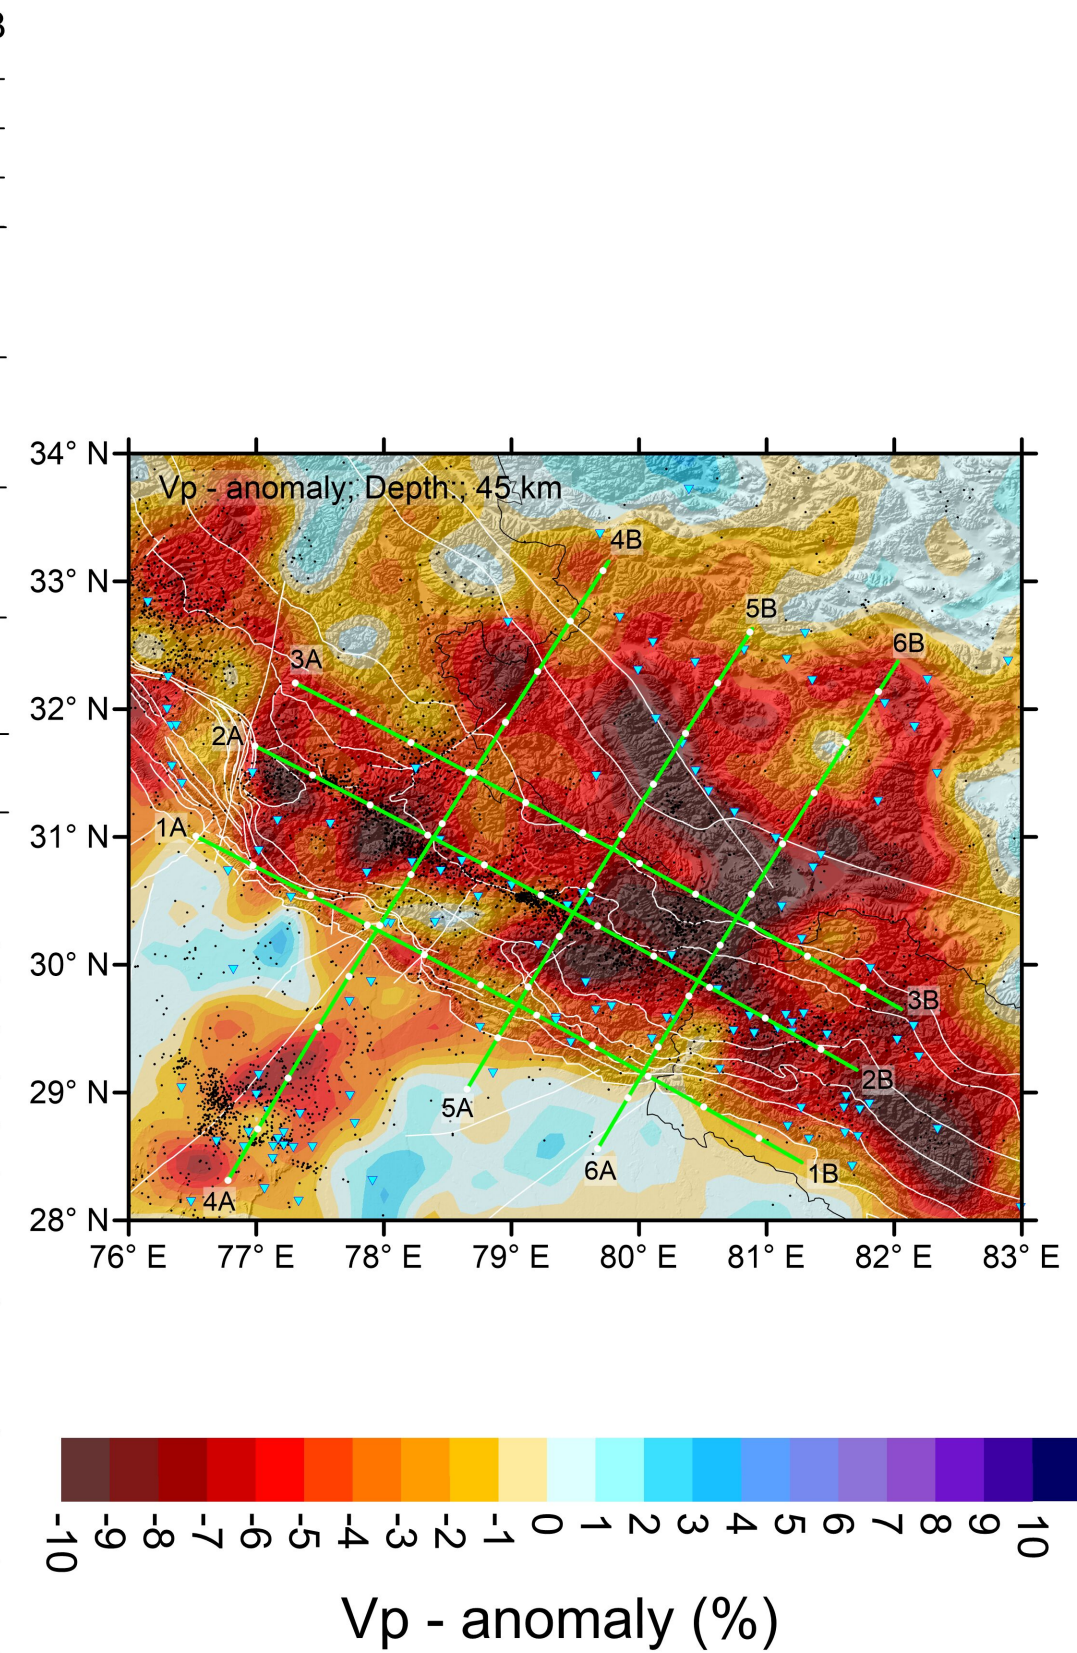 34° N
Vp - anomaly; Depth:; 45 km
4B
33° N
5B
6B
3A
32° N
2A
1A
31° N
30° N
3B
2B
29° N
5A
6A
1B
4A
28° N
76° E 77° E 78° E 79° E 80° E 81° E 82° E 83° E
-10 -9 -8 -7 -6 -5 -4 -3 -2 -1 0 1 2 3 4 5 6 7 8 9 10
Vp - anomaly (%)